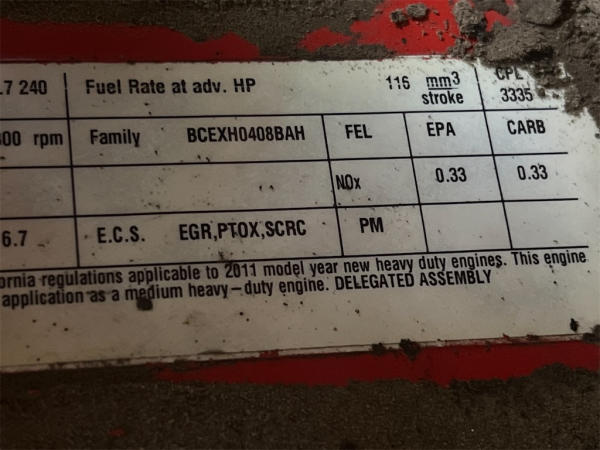 .7 240 Fuel Rate at adv. HP 116 mm3 CPL
stroke 3335
00 rpm Family BCEXH0408BAH FEL EPA CARB
NOx 0.33 0.33
6.7 E.C.S. EGR,PTOX,SCRC PM
ornia regulations applicable to 2011 model year new heavy duty engines. This engine
application as a medium heavy-duty engine. DELEGATED ASSEMBLY